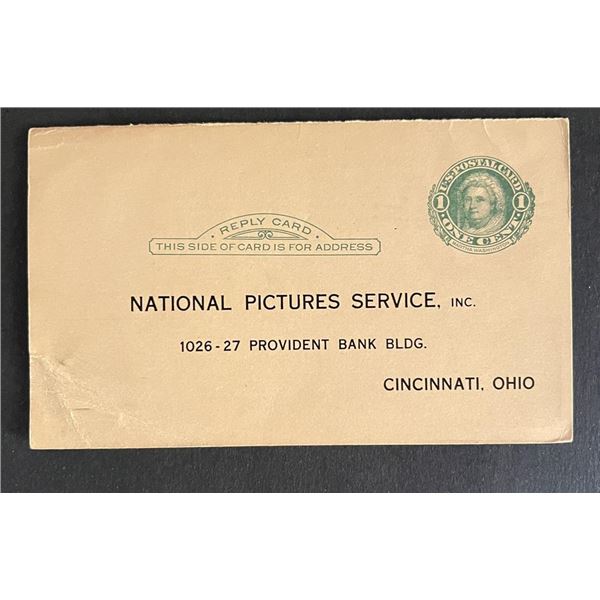 U.S. POSTAL CARD
1 1
ONE CENT
MARTHA WASHINGTON
REPLY CARD
THIS SIDE OF CARD IS FOR ADDRESS
NATIONAL PICTURES SERVICE, INC.
1026-27 PROVIDENT BANK BLDG.
CINCINNATI, OHIO